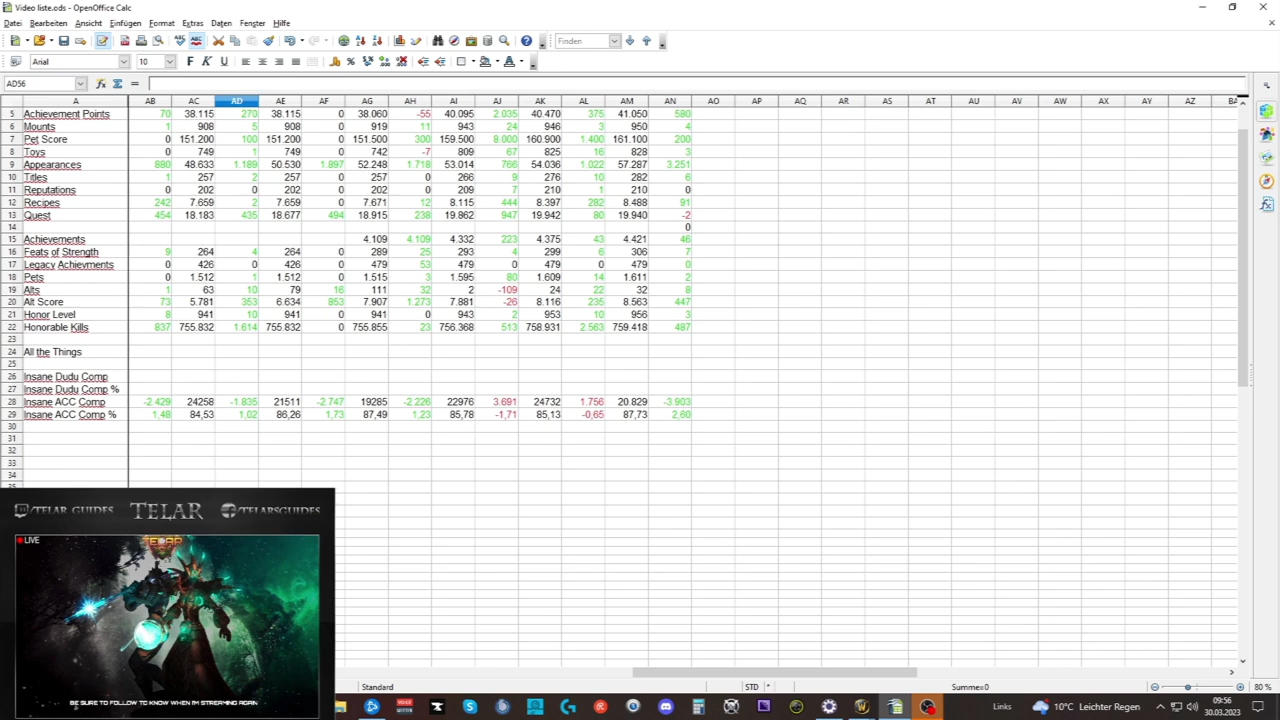 Video liste.ods - OpenOffice Calc
Datei Bearbeiten Ansicht Einfügen Format Extras Daten Fenster Hilfe
Finden
Arial 10 F K U
AD56
A AB AC AD AE AF AG AH AI AJ AK AL AM AN AO AP AQ AR AS AT AU AV AW AX AY AZ BA
5 Achievement Points 70 38.115 270 38.115 0 38.060 -55 40.095 2.035 40.470 375 41.050 580
6 Mounts 1 908 5 908 0 919 11 943 24 946 3 950 4
7 Pet Score 0 151.200 100 151.200 0 151.500 300 159.500 8.000 160.900 1.400 161.100 200
8 Toys 0 749 1 749 0 742 -7 809 67 825 16 828 3
9 Appearances 880 48.633 1.189 50.530 1.897 52.248 1.718 53.014 766 54.036 1.022 57.287 3.251
10 Titles 1 257 2 257 0 257 0 266 9 276 10 282 6
11 Reputations 0 202 0 202 0 202 0 209 7 210 1 210 0
12 Recipes 242 7.659 2 7.659 0 7.671 12 8.115 444 8.397 282 8.488 91
13 Quest 454 18.183 435 18.677 494 18.915 238 19.862 947 19.942 80 19.940 -2
14 0
15 Achievements 4.109 4.109 4.332 223 4.375 43 4.421 46
16 Feats of Strength 9 264 4 264 0 289 25 293 4 299 6 306 7
17 Legacy Achievments 0 426 0 426 0 479 53 479 0 479 0 479 0
18 Pets 0 1.512 1 1.512 0 1.515 3 1.595 80 1.609 14 1.611 2
19 Alts 1 63 10 79 16 111 32 2 -109 24 22 32 8
20 Alt Score 73 5.781 353 6.634 853 7.907 1.273 7.881 -26 8.116 235 8.563 447
21 Honor Level 8 941 10 941 0 941 0 943 2 953 10 956 3
22 Honorable Kills 837 755.832 1.614 755.832 0 755.855 23 756.368 513 758.931 2.563 759.418 487
23
24 All the Things
25
26 Insane Dudu Comp
27 Insane Dudu Comp %
28 Insane ACC Comp -2.429 24258 -1.835 21511 -2.747 19285 -2.226 22976 3.691 24732 1.756 20.829 -3.903
29 Insane ACC Comp % 1,48 84,53 1,02 86,26 1,73 87,49 1,23 85,78 -1,71 85,13 -0,65 87,73 2,60
30
31
32
33
34
/TELAR GUIDES TELAR /TELARSGUIDES
LIVE
TELAR
BE SURE TO FOLLOW TO KNOW WHEN I'M STREAMING AGAIN
Standard STD * Summe=0 80 %
Links 10°C Leichter Regen 09:56
30.03.2023